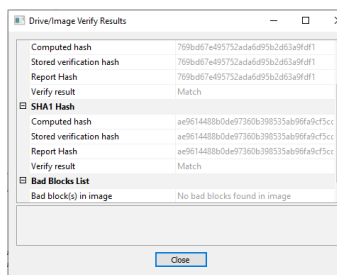 Drive/Image Verify Results
Computed hash 769bd67e495752ada6d95b2d63a9fdf1
Stored verification hash 769bd67e495752ada6d95b2d63a9fdf1
Report Hash 769bd67e495752ada6d95b2d63a9fdf1
Verify result Match
SHA1 Hash
Computed hash ae9614488b0de97360b398535ab96fa9cf5cc
Stored verification hash ae9614488b0de97360b398535ab96fa9cf5cc
Report Hash ae9614488b0de97360b398535ab96fa9cf5cc
Verify result Match
Bad Blocks List
Bad block(s) in image No bad blocks found in image
Close